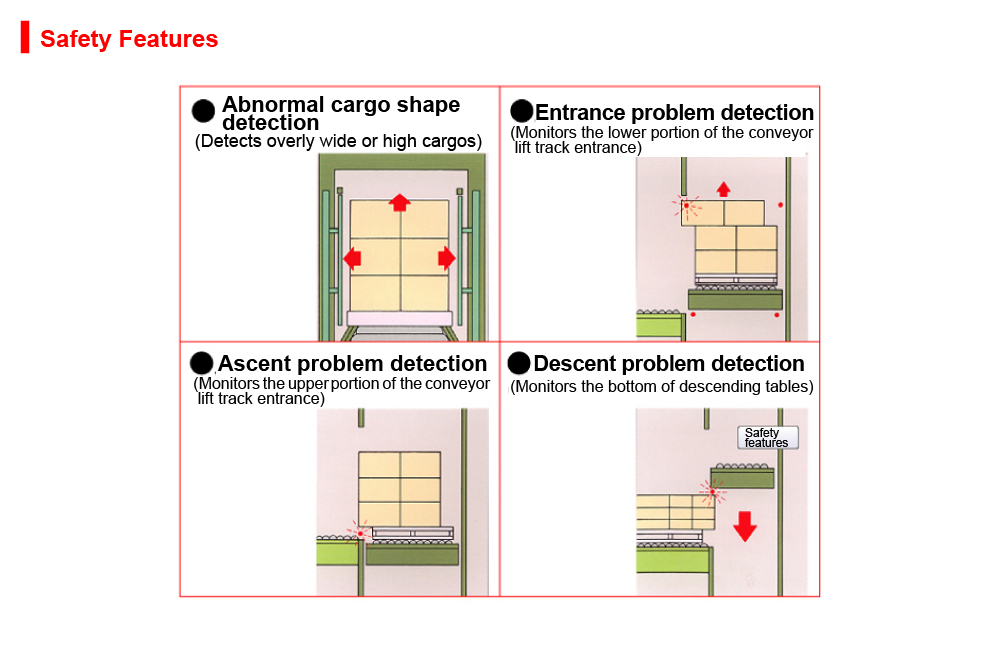 Safety Features
Abnormal cargo shape
detection
(Detects overly wide or high cargos)
Entrance problem detection
(Monitors the lower portion of the conveyor
lift track entrance)
Ascent problem detection
(Monitors the upper portion of the conveyor
lift track entrance)
Descent problem detection
(Monitors the bottom of descending tables)
Safety
features